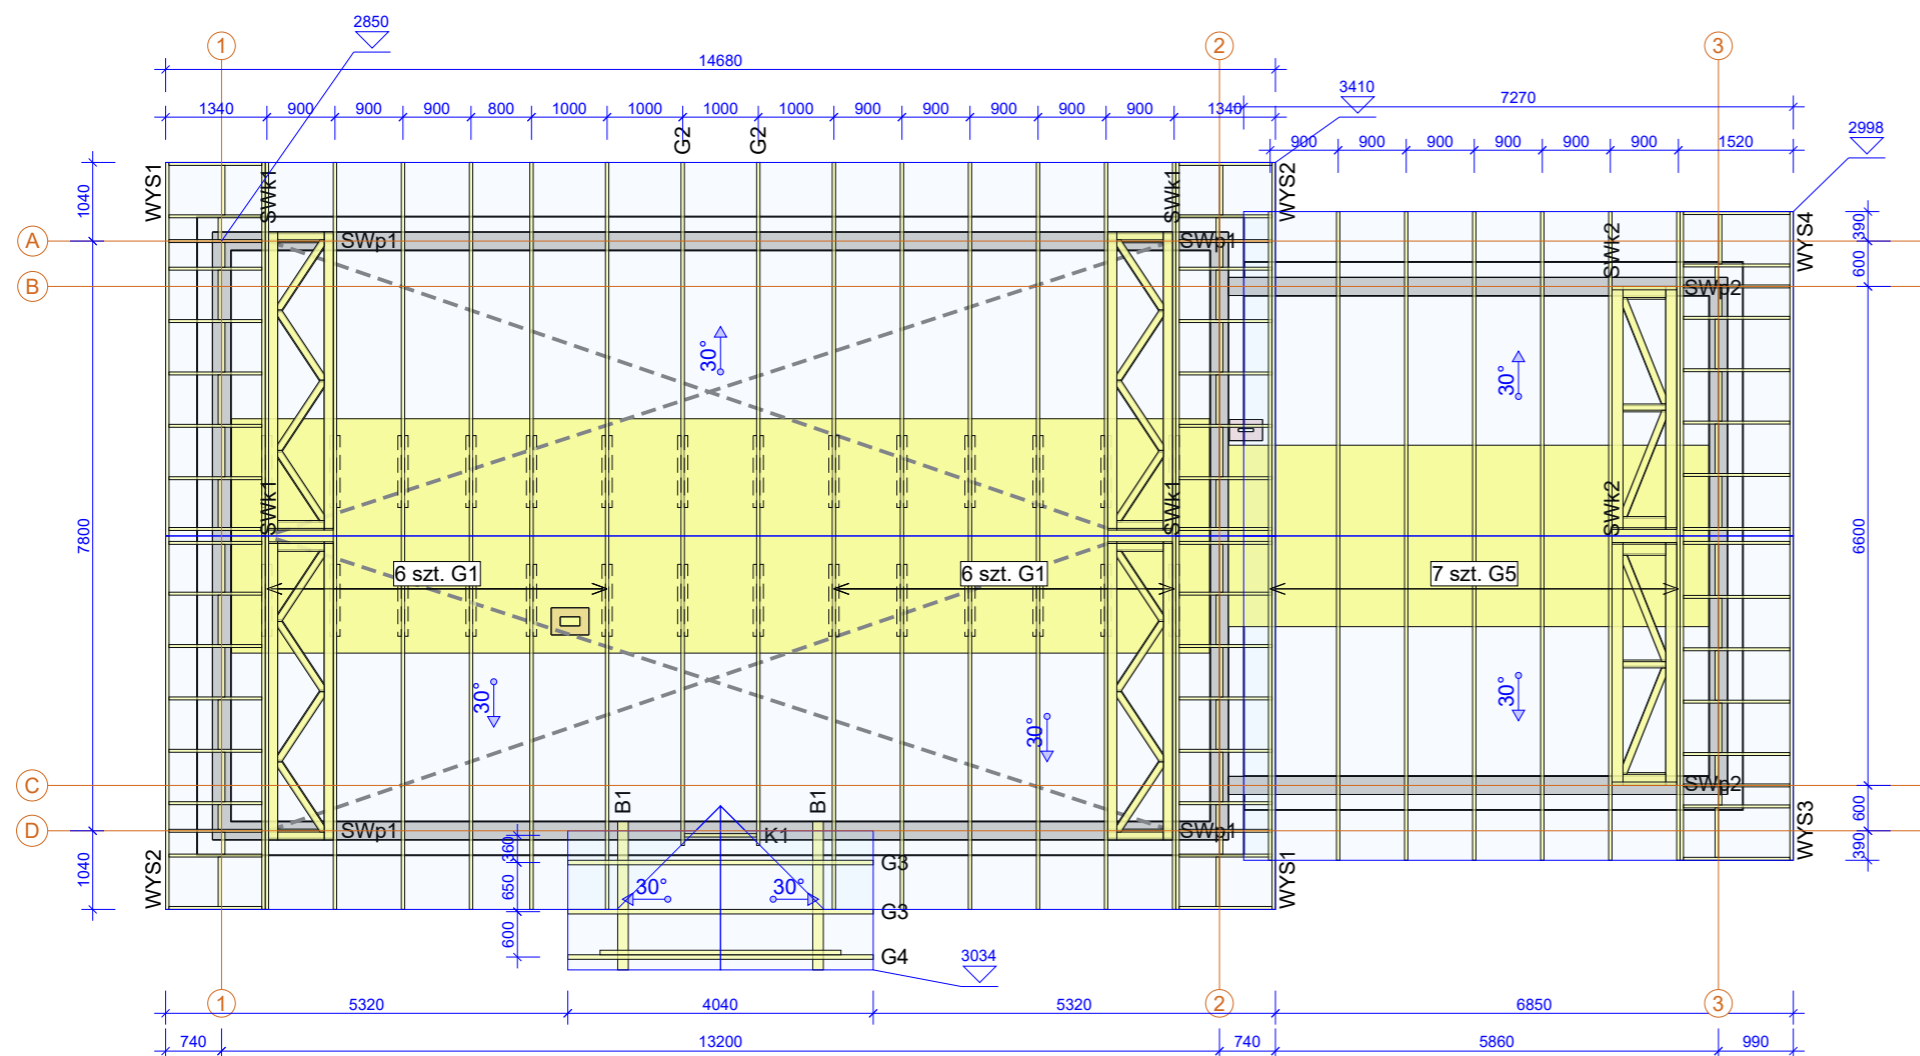 2850
1
2
3
14680
3410
7270
1340 900 900 900 800 1000 1000 1000 1000 900 900 900 900 900 1340
2998
900 900 900 900 900 900 1520
G2 G2
WYS1 SWk1 SWk1 WYS2
1040
WYS4
390
A SWp1 SWp1
600
SWk2
B SWp2
30°
30°
SWk1 SWk1 SWk2
7800
6600
6 szt. G1 6 szt. G1 7 szt. G5
30°
30°
30°
C SWp2
B1 B1
600
WYS3
D SWp1 K1 SWp1
360
390
G3
WYS2 1040 WYS1
650 30° 30°
G3
600
G4
3034
5320 4040 5320 6850
1 2 3
740 13200 740 5860 990